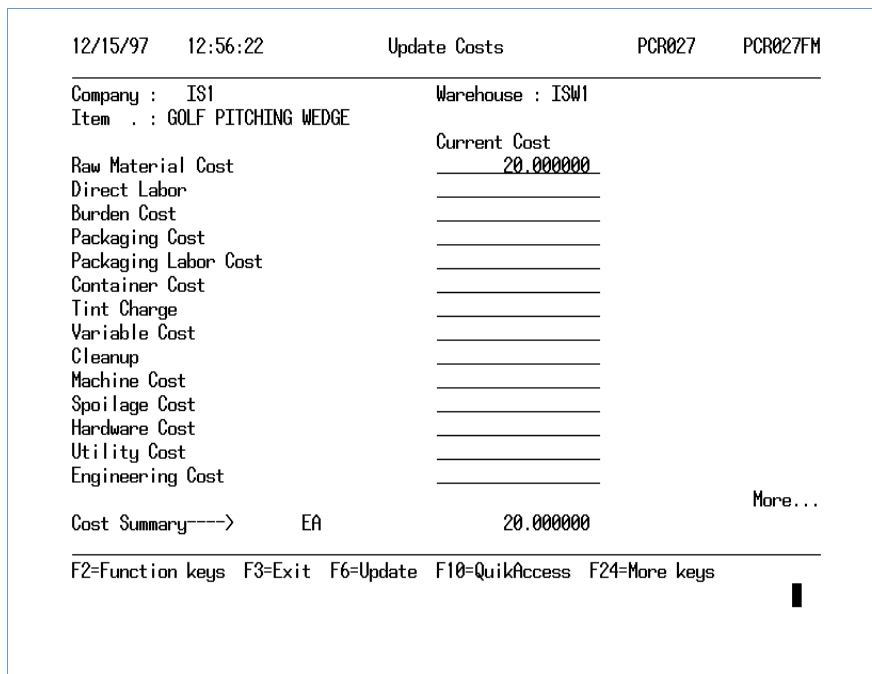 12/15/97 12:56:22 Update Costs PCR027 PCR027FM
Company : IS1 Warehouse : ISW1
Item . : GOLF PITCHING WEDGE
Current Cost
Raw Material Cost 20.000000
Direct Labor
Burden Cost
Packaging Cost
Packaging Labor Cost
Container Cost
Tint Charge
Variable Cost
Cleanup
Machine Cost
Spoilage Cost
Hardware Cost
Utility Cost
Engineering Cost
More...
Cost Summary----> EA 20.000000
F2=Function keys F3=Exit F6=Update F10=QuikAccess F24=More keys